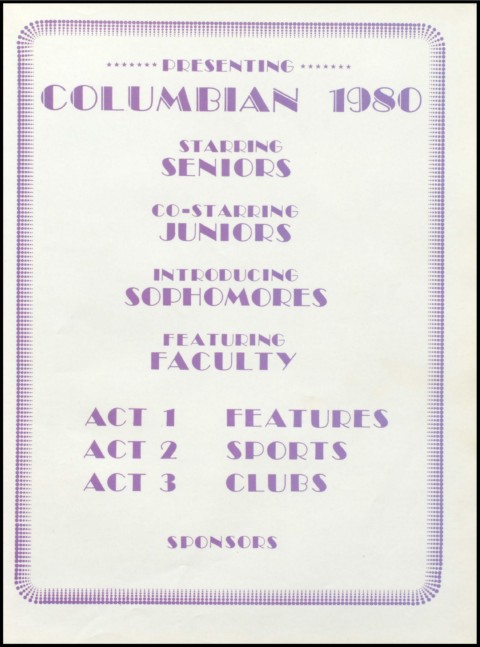 PRESENTING
COLUMBIAN 1980
STARRING
SENIORS
CO-STARRING
JUNIORS
INTRODUCING
SOPHOMORES
FEATURING
FACULTY
ACT 1 FEATURES
ACT 2 SPORTS
ACT 3 CLUBS
SPONSORS